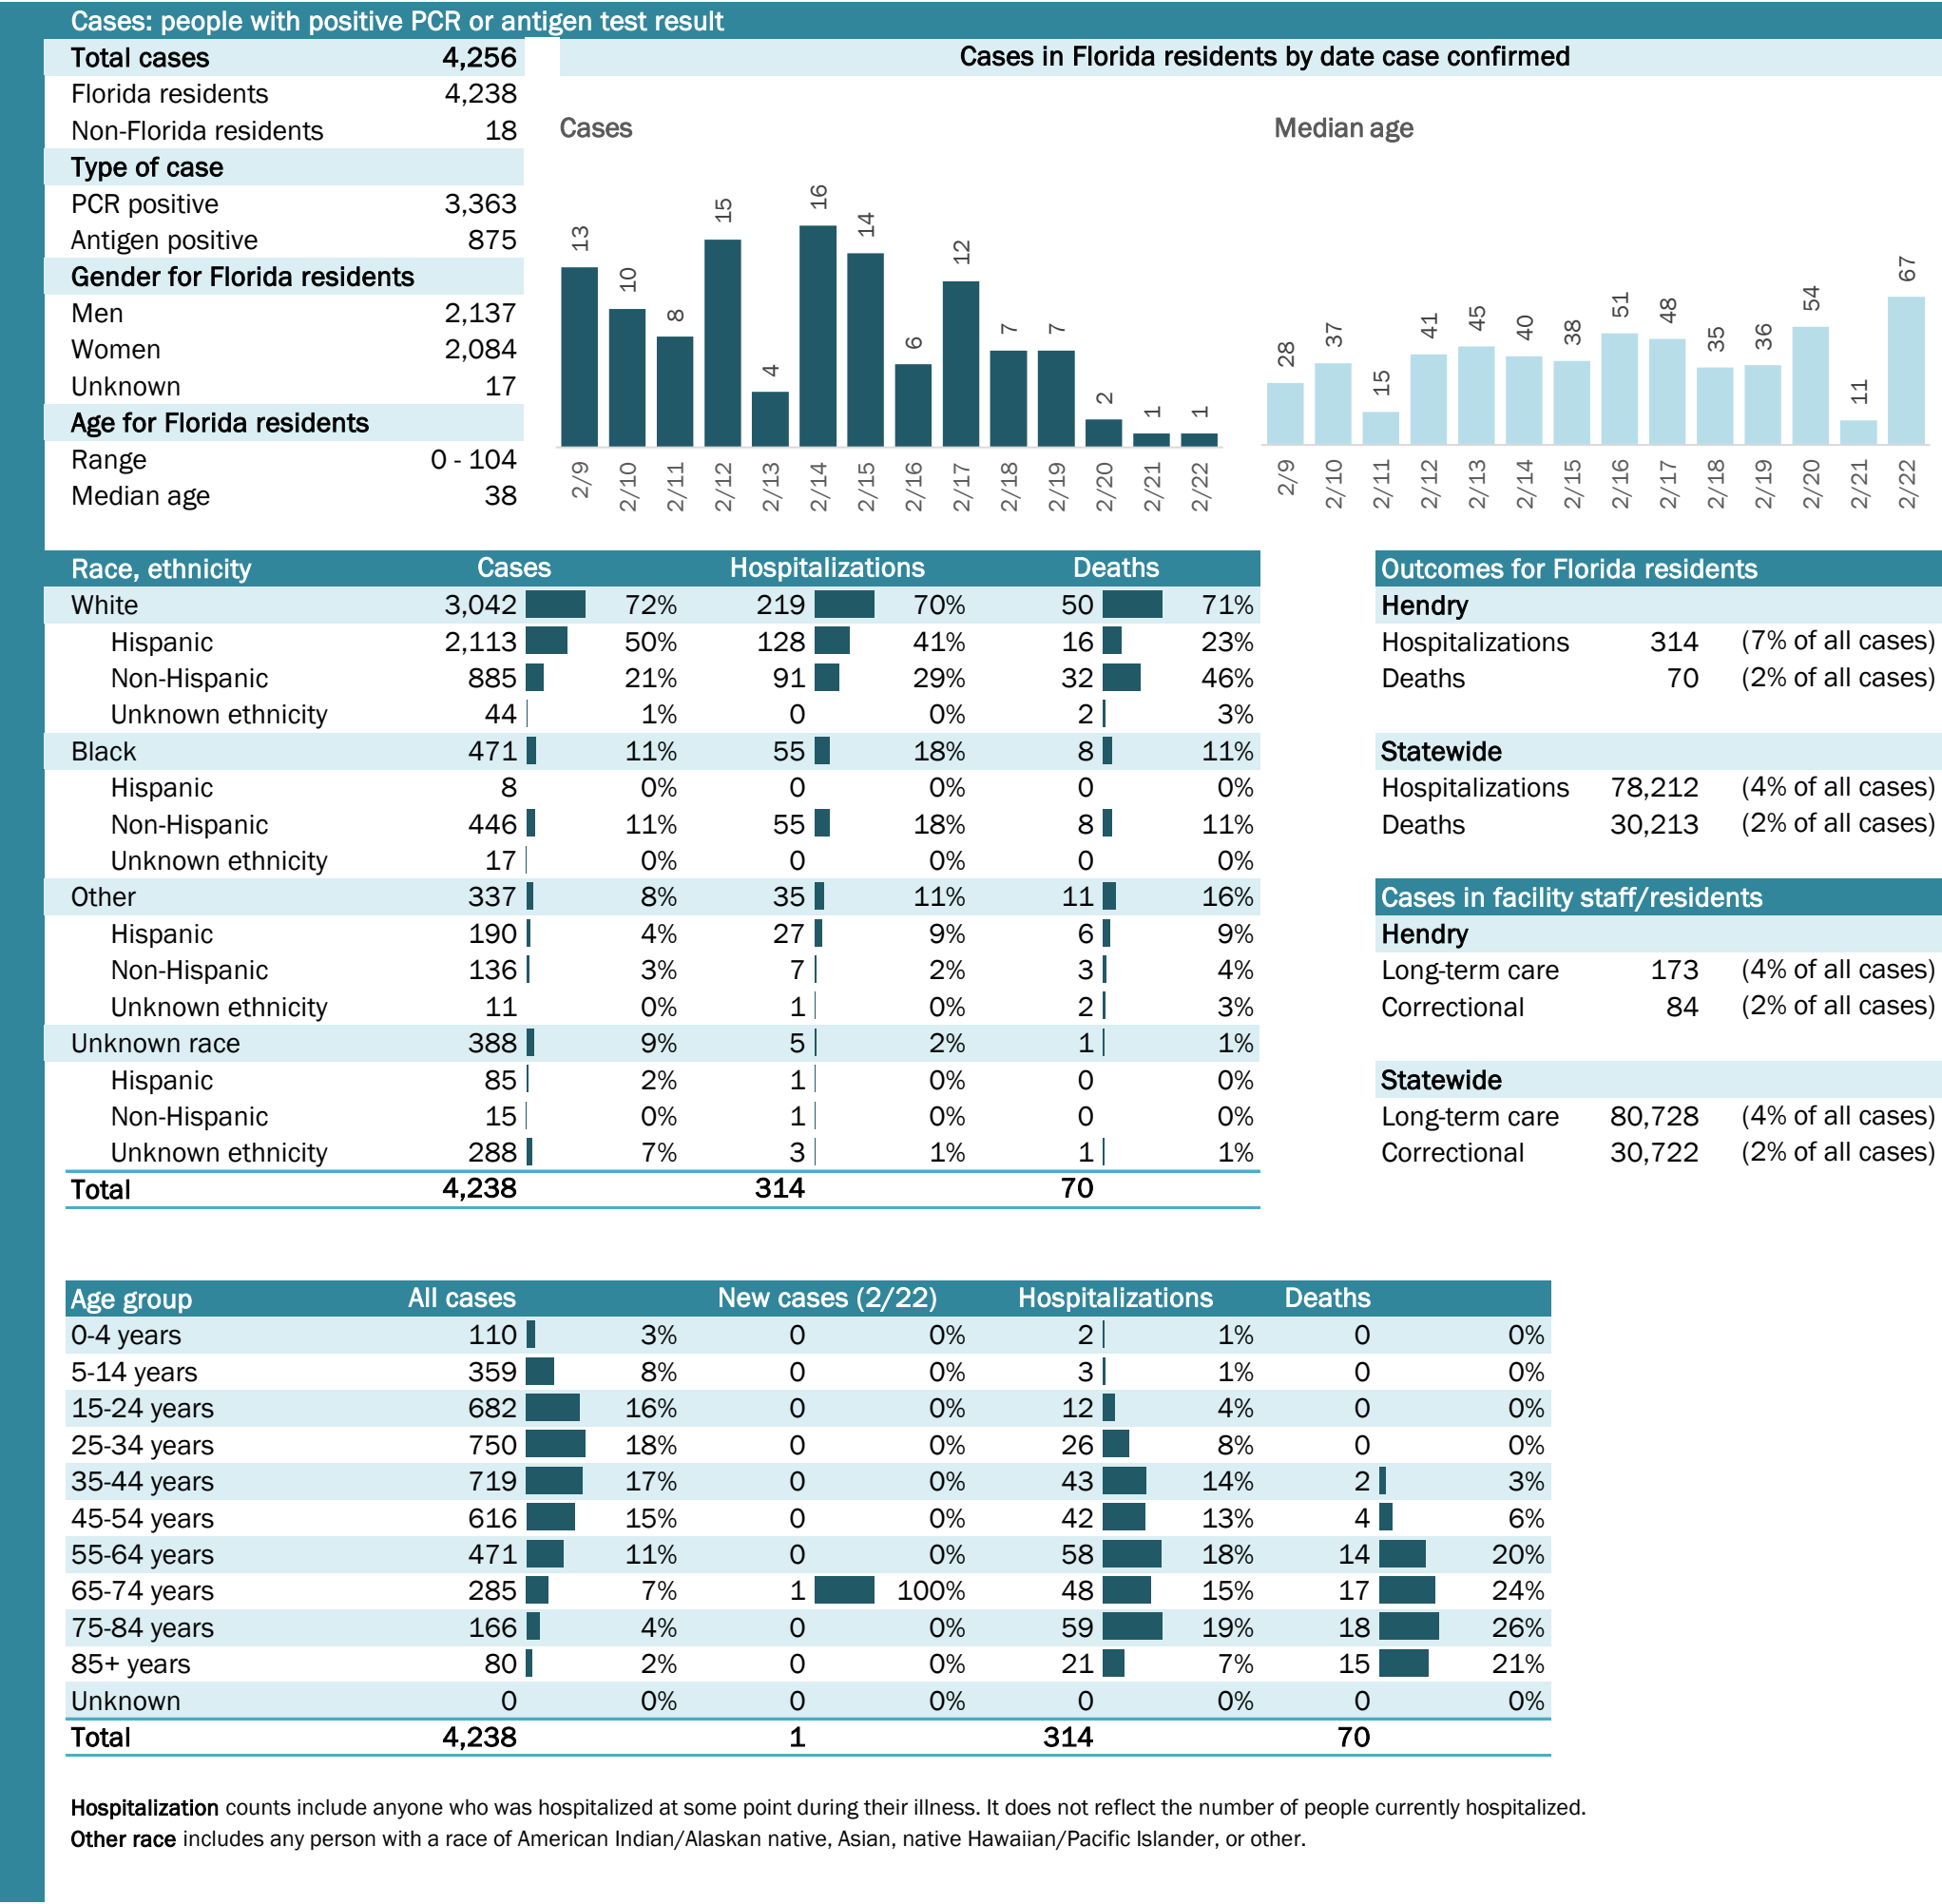 Cases: people with positive PCR or antigen test result
Total cases 4,256
Florida residents 4,238
Non-Florida residents 18
Type of case
PCR positive 3,363
Antigen positive 875
Gender for Florida residents
Men 2,137
Women 2,084
Unknown 17
Age for Florida residents
Range 0 - 104
Median age 38
Cases in Florida residents by date case confirmed
Cases
13 10 8 15 4 16 14 6 12 7 7 2 1 1
2/9 2/10 2/11 2/12 2/13 2/14 2/15 2/16 2/17 2/18 2/19 2/20 2/21 2/22
Median age
28 37 15 41 45 40 38 51 48 35 36 54 11 67
2/9 2/10 2/11 2/12 2/13 2/14 2/15 2/16 2/17 2/18 2/19 2/20 2/21 2/22
Race, ethnicity Cases Hospitalizations Deaths
White 3,042 72% 219 70% 50 71%
Hispanic 2,113 50% 128 41% 16 23%
Non-Hispanic 885 21% 91 29% 32 46%
Unknown ethnicity 44 1% 0 0% 2 3%
Black 471 11% 55 18% 8 11%
Hispanic 8 0% 0 0% 0 0%
Non-Hispanic 446 11% 55 18% 8 11%
Unknown ethnicity 17 0% 0 0% 0 0%
Other 337 8% 35 11% 11 16%
Hispanic 190 4% 27 9% 6 9%
Non-Hispanic 136 3% 7 2% 3 4%
Unknown ethnicity 11 0% 1 0% 2 3%
Unknown race 388 9% 5 2% 1 1%
Hispanic 85 2% 1 0% 0 0%
Non-Hispanic 15 0% 1 0% 0 0%
Unknown ethnicity 288 7% 3 1% 1 1%
Total 4,238 314 70
Outcomes for Florida residents
Hendry
Hospitalizations 314 (7% of all cases)
Deaths 70 (2% of all cases)
Statewide
Hospitalizations 78,212 (4% of all cases)
Deaths 30,213 (2% of all cases)
Cases in facility staff/residents
Hendry
Long-term care 173 (4% of all cases)
Correctional 84 (2% of all cases)
Statewide
Long-term care 80,728 (4% of all cases)
Correctional 30,722 (2% of all cases)
Age group All cases New cases (2/22) Hospitalizations Deaths
0-4 years 110 3% 0 0% 2 1% 0 0%
5-14 years 359 8% 0 0% 3 1% 0 0%
15-24 years 682 16% 0 0% 12 4% 0 0%
25-34 years 750 18% 0 0% 26 8% 0 0%
35-44 years 719 17% 0 0% 43 14% 2 3%
45-54 years 616 15% 0 0% 42 13% 4 6%
55-64 years 471 11% 0 0% 58 18% 14 20%
65-74 years 285 7% 1 100% 48 15% 17 24%
75-84 years 166 4% 0 0% 59 19% 18 26%
85+ years 80 2% 0 0% 21 7% 15 21%
Unknown 0 0% 0 0% 0 0% 0 0%
Total 4,238 1 314 70
Hospitalization counts include anyone who was hospitalized at some point during their illness. It does not reflect the number of people currently hospitalized.
Other race includes any person with a race of American Indian/Alaskan native, Asian, native Hawaiian/Pacific Islander, or other.